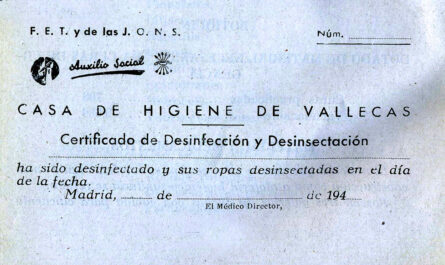 F. E. T. y de las J. O. N. S.
Núm. ..............
Auxilio Social
CASA DE HIGIENE DE VALLECAS
Certificado de Desinfección y Desinsectación
ha sido desinfectado y sus ropas desinsectadas en el día
de la fecha.
Madrid, ........ de .............................. de 194....
El Médico Director,